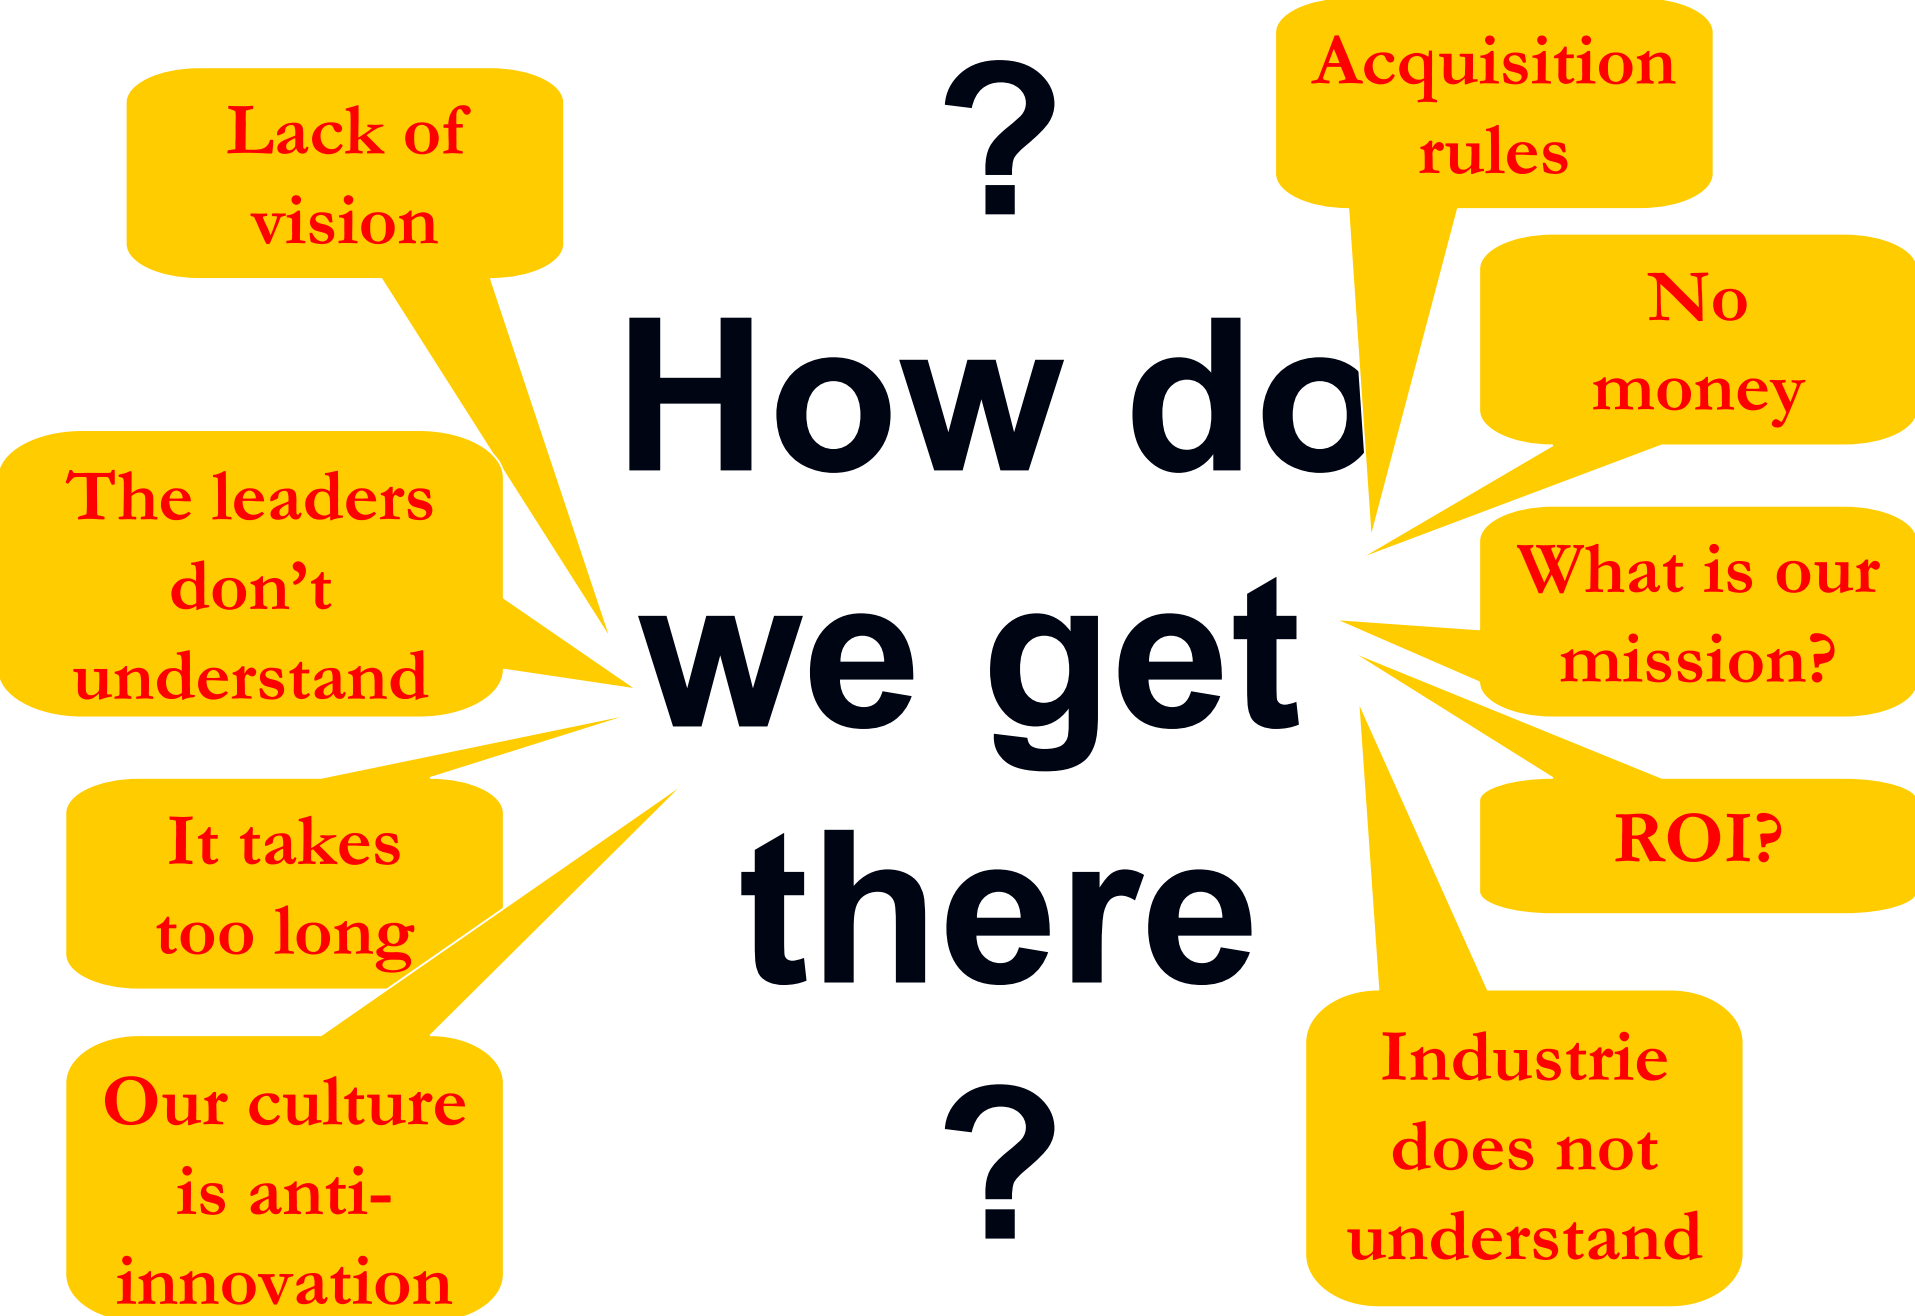 ?
How do
we get
there
?
Lack of
vision
The leaders
don’t
understand
It takes
too long
Our culture
is anti-
innovation
Acquisition
rules
No
money
What is our
mission?
ROI?
Industrie
does not
understand